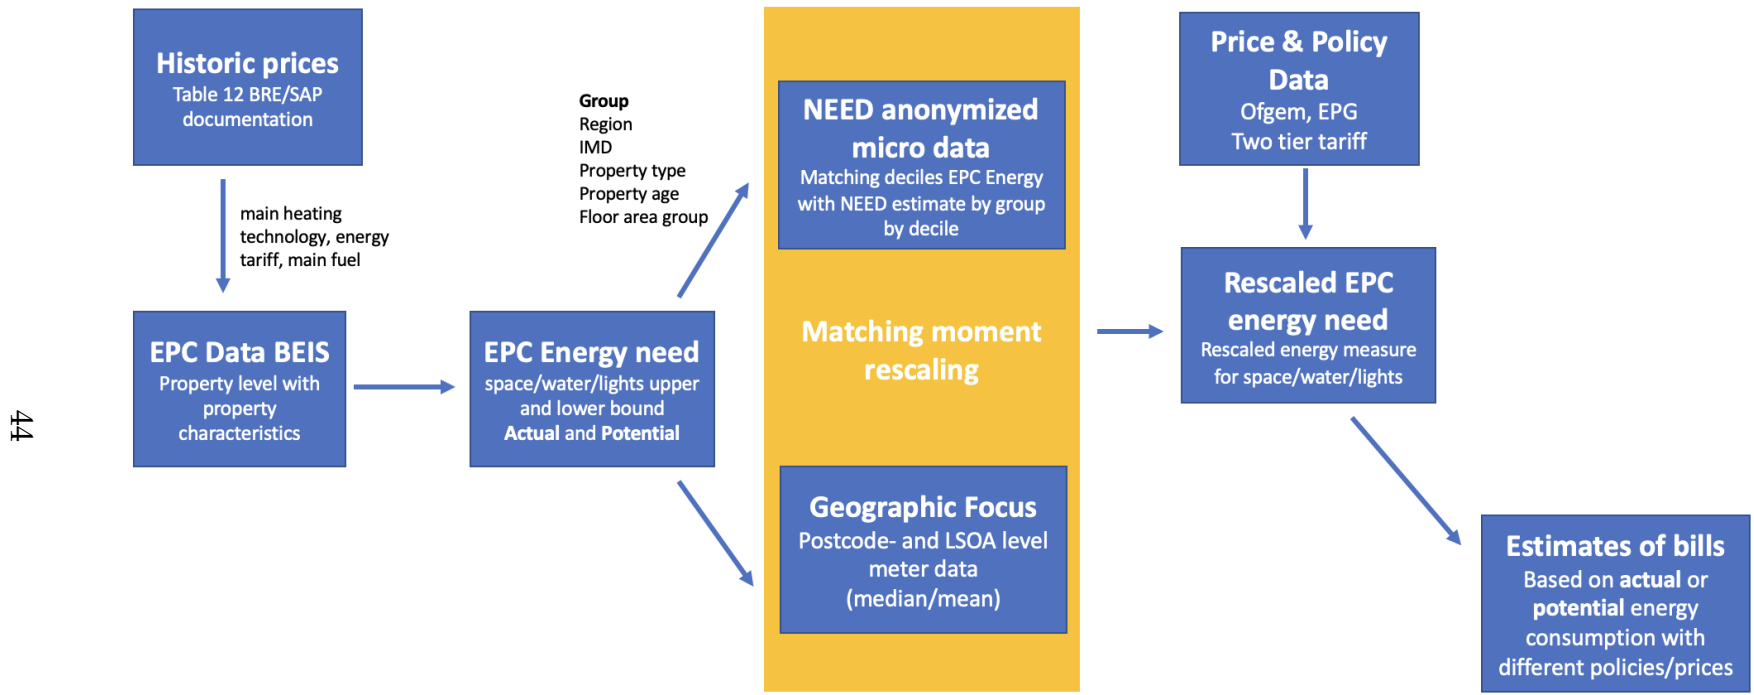 Historic prices
Table 12 BRE/SAP
documentation
main heating
technology, energy
tariff, main fuel
EPC Data BEIS
Property level with
property
characteristics
EPC Energy need
space/water/lights upper
and lower bound
Actual and Potential
Group
Region
IMD
Property type
Property age
Floor area group
NEED anonymized
micro data
Matching deciles EPC Energy
with NEED estimate by group
by decile
Matching moment
rescaling
Geographic Focus
Postcode- and LSOA level
meter data
(median/mean)
Price & Policy
Data
Ofgem, EPG
Two tier tariff
Rescaled EPC
energy need
Rescaled energy measure
for space/water/lights
Estimates of bills
Based on actual or
potential energy
consumption with
different policies/prices
44